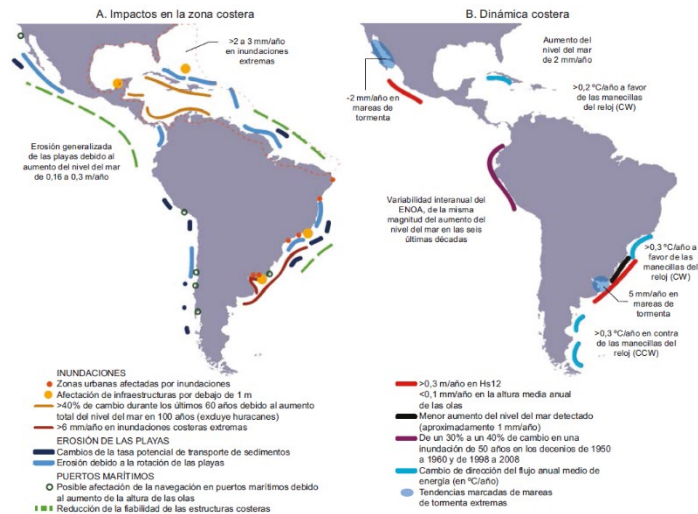 A. Impactos en la zona costera
>2 a 3 mm/año en
inundaciones
extremas
Erosión generalizada
de las playas debido al
aumento del nivel del mar
de 0,16 a 0,3 m/año
INUNDACIONES
Zonas urbanas afectadas por inundaciones
Afectación de infraestructuras por debajo de 1 m
>40% de cambio durante los últimos 60 años debido al aumento
total del nivel del mar en 100 años (excluye huracanes)
>6 mm/año en inundaciones costeras extremas
EROSIÓN DE LAS PLAYAS
Cambios de la tasa potencial de transporte de sedimentos
Erosión debido a la rotación de las playas
PUERTOS MARÍTIMOS
Posible afectación de la navegación en puertos marítimos debido
al aumento de la altura de las olas
Reducción de la fiabilidad de las estructuras costeras
B. Dinámica costera
Aumento del
nivel del mar
de 2 mm/año
>0,2 ºC/año a favor
de las manecillas
del reloj (CW)
-2 mm/año en
mareas de
tormenta
Variabilidad interanual del
ENOA, de la misma
magnitud del aumento del
nivel del mar en las seis
últimas décadas
>0,3 ºC/año a
favor de las
manecillas del
reloj (CW)
5 mm/año en
mareas de
tormenta
>0,3 ºC/año en contra
de las manecillas del
reloj (CCW)
>0,3 m/año en Hs12
<0,1 mm/año en la altura media anual
de las olas
Menor aumento del nivel del mar detectado
(aproximadamente 1 mm/año)
De un 30% a un 40% de cambio en una
inundación de 50 años en los decenios de 1950
a 1960 y de 1998 a 2008
Cambio de dirección del flujo anual medio de
energía (en ºC/año)
Tendencias marcadas de mareas
de tormenta extremas